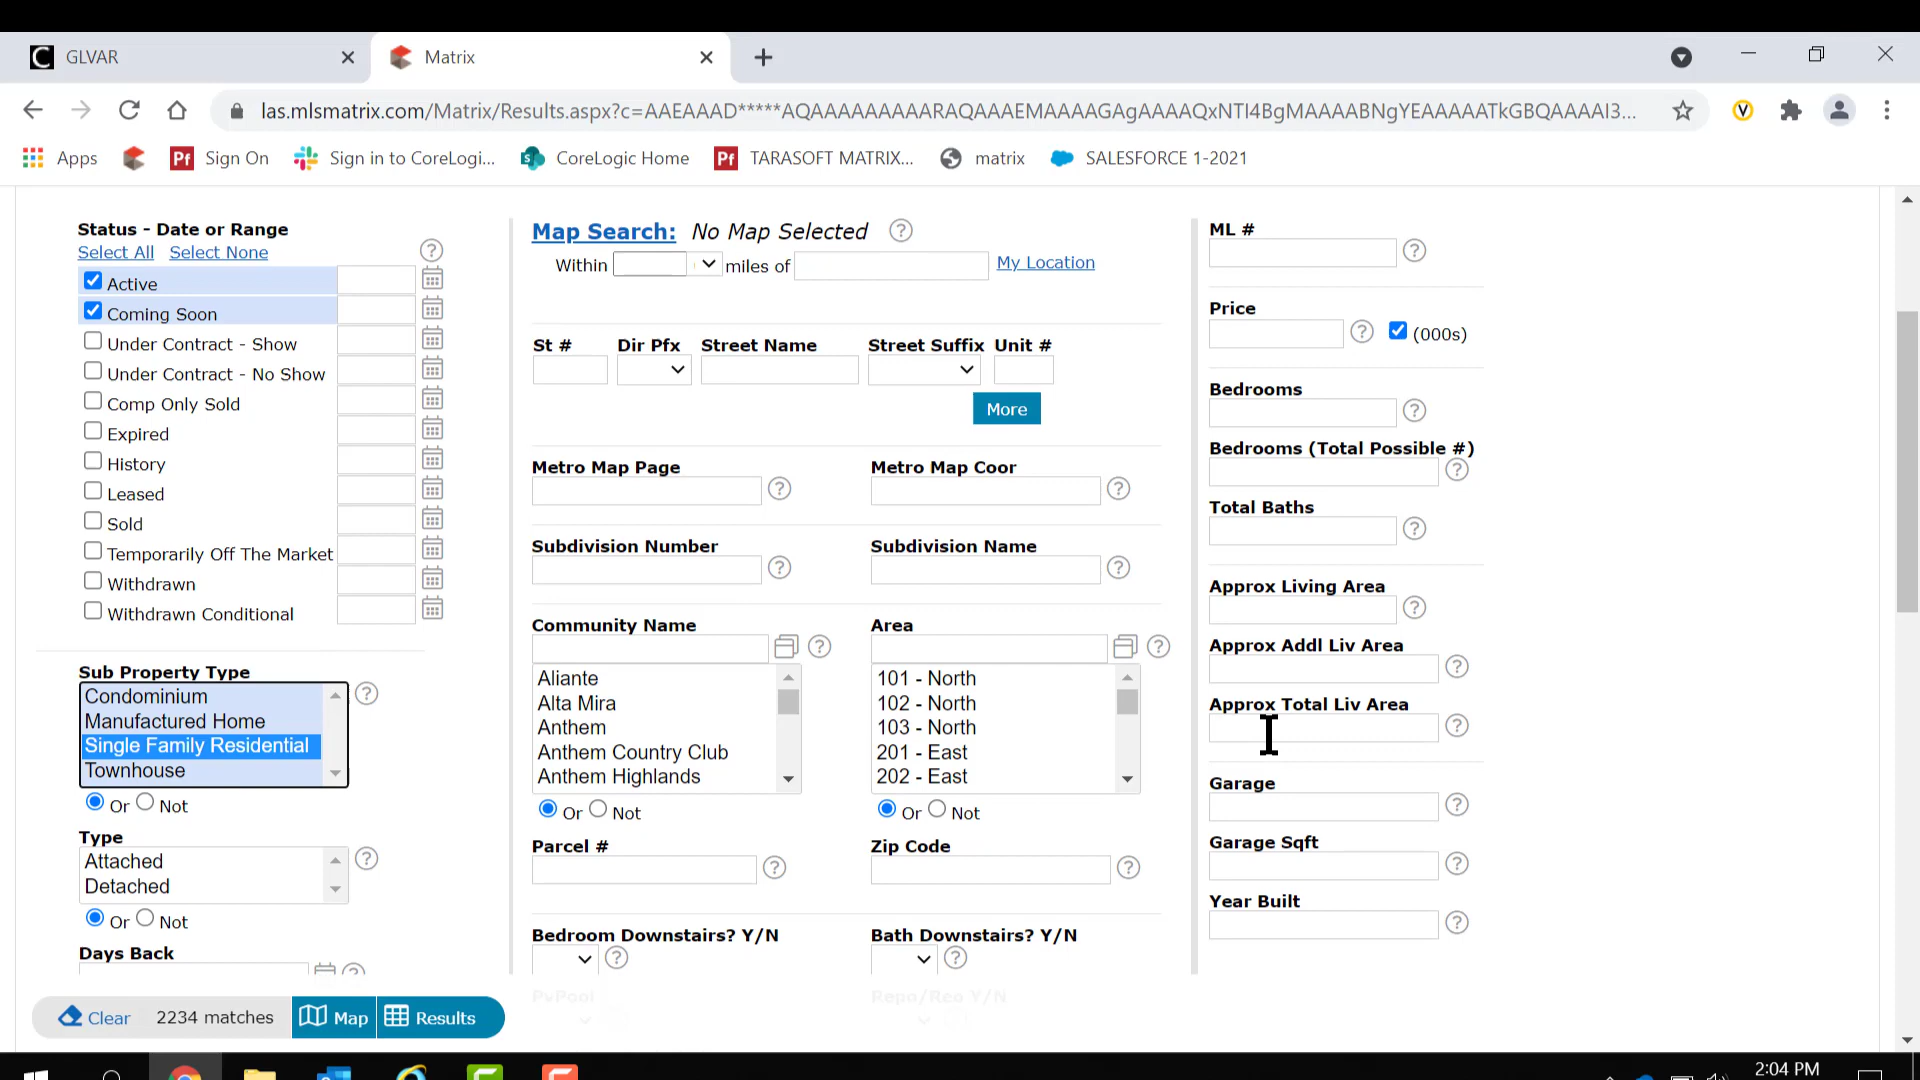 GLVAR
Matrix
las.mlsmatrix.com/Matrix/Results.aspx?c=AAEAAAD*****AQAAAAAAAAARAQAAAEMAAAAGAgAAAAQxNTI4BgMAAAABNgYEAAAAATkGBQAAAAI3...
Apps
Sign On
Sign in to CoreLogi...
CoreLogic Home
TARASOFT MATRIX...
matrix
SALESFORCE 1-2021
Status - Date or Range
Select All Select None
Active
Coming Soon
Under Contract - Show
Under Contract - No Show
Comp Only Sold
Expired
History
Leased
Sold
Temporarily Off The Market
Withdrawn
Withdrawn Conditional
Sub Property Type
Condominium
Manufactured Home
Single Family Residential
Townhouse
Or Not
Type
Attached
Detached
Or Not
Days Back
Map Search: No Map Selected
Within miles of My Location
St # Dir Pfx Street Name Street Suffix Unit #
More
Metro Map Page Metro Map Coor
Subdivision Number Subdivision Name
Community Name
Aliante
Alta Mira
Anthem
Anthem Country Club
Anthem Highlands
Or Not
Area
101 - North
102 - North
103 - North
201 - East
202 - East
Or Not
Parcel # Zip Code
Bedroom Downstairs? Y/N Bath Downstairs? Y/N
PvPool Repo/Reo Y/N
ML #
Price
(000s)
Bedrooms
Bedrooms (Total Possible #)
Total Baths
Approx Living Area
Approx Addl Liv Area
Approx Total Liv Area
Garage
Garage Sqft
Year Built
Clear 2234 matches Map Results
2:04 PM